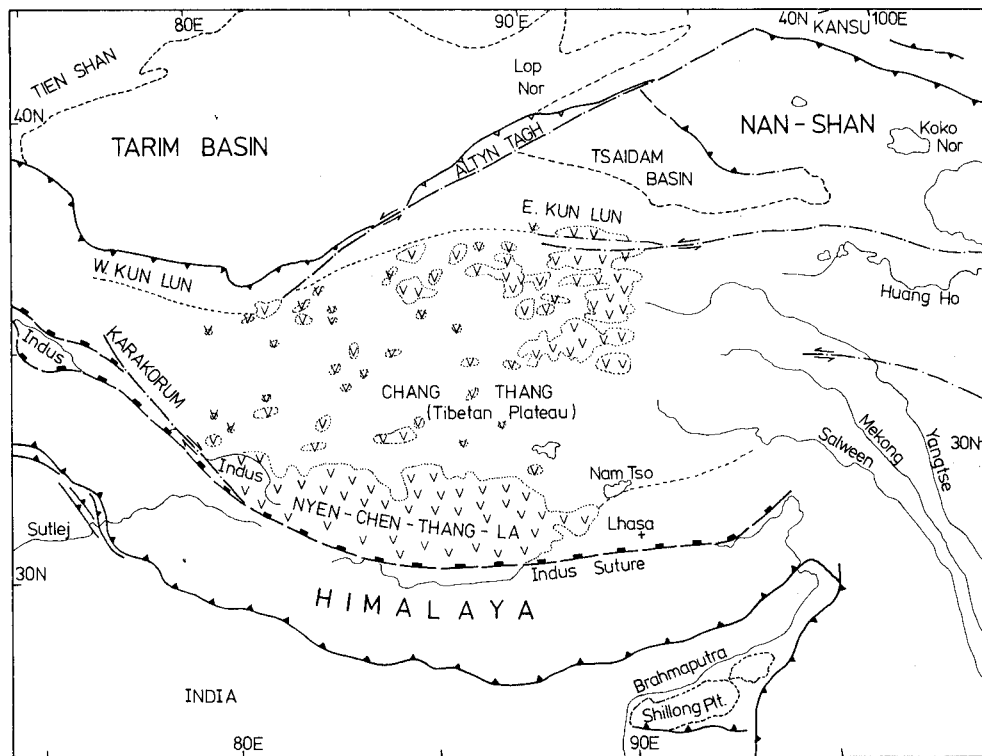 80E
90E
40N
100E
KANSU
TIEN SHAN
Lop
Nor
40N
TARIM BASIN
ALTYN TAGH
NAN-SHAN
Koko
Nor
TSAIDAM
BASIN
E. KUN LUN
W. KUN LUN
Huang Ho
Indus
KARAKORUM
CHANG THANG
(Tibetan Plateau)
Mekong
Salween
Yangtse
30N
Indus
Nam Tso
NYEN-CHEN-THANG-LA
Lhasa
Sutlej
Indus Suture
30N
HIMALAYA
Brahmaputra
INDIA
Shillong Plt.
80E
90E